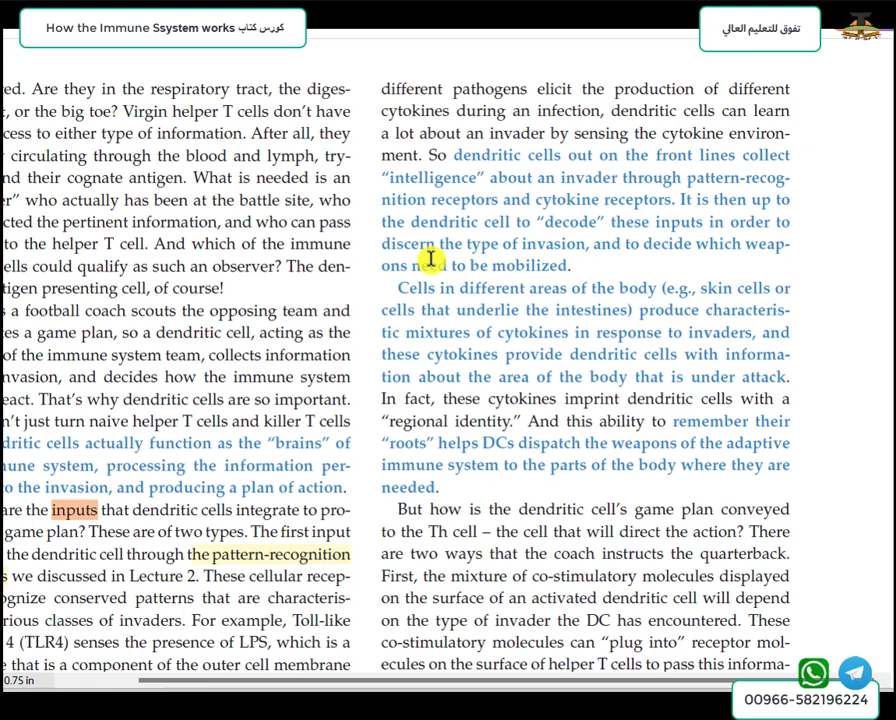 How the Immune Ssystem works كورس كتاب
تفوق للتعليم العالي
ed. Are they in the respiratory tract, the diges-
, or the big toe? Virgin helper T cells don't have
cess to either type of information. After all, they
circulating through the blood and lymph, try-
nd their cognate antigen. What is needed is an
er" who actually has been at the battle site, who
cted the pertinent information, and who can pass
to the helper T cell. And which of the immune
ells could qualify as such an observer? The den-
tigen presenting cell, of course!
s a football coach scouts the opposing team and
es a game plan, so a dendritic cell, acting as the
of the immune system team, collects information
nvasion, and decides how the immune system
eact. That's why dendritic cells are so important.
n't just turn naive helper T cells and killer T cells
dritic cells actually function as the "brains" of
mune system, processing the information per-
o the invasion, and producing a plan of action.
are the inputs that dendritic cells integrate to pro-
game plan? These are of two types. The first input
the dendritic cell through the pattern-recognition
s we discussed in Lecture 2. These cellular recep-
ognize conserved patterns that are characteris-
rious classes of invaders. For example, Toll-like
4 (TLR4) senses the presence of LPS, which is a
e that is a component of the outer cell membrane
different pathogens elicit the production of different
cytokines during an infection, dendritic cells can learn
a lot about an invader by sensing the cytokine environ-
ment. So dendritic cells out on the front lines collect
"intelligence" about an invader through pattern-recog-
nition receptors and cytokine receptors. It is then up to
the dendritic cell to "decode" these inputs in order to
discern the type of invasion, and to decide which weap-
ons need to be mobilized.
Cells in different areas of the body (e.g., skin cells or
cells that underlie the intestines) produce characteris-
tic mixtures of cytokines in response to invaders, and
these cytokines provide dendritic cells with informa-
tion about the area of the body that is under attack.
In fact, these cytokines imprint dendritic cells with a
"regional identity." And this ability to remember their
"roots" helps DCs dispatch the weapons of the adaptive
immune system to the parts of the body where they are
needed.
But how is the dendritic cell's game plan conveyed
to the Th cell – the cell that will direct the action? There
are two ways that the coach instructs the quarterback.
First, the mixture of co-stimulatory molecules displayed
on the surface of an activated dendritic cell will depend
on the type of invader the DC has encountered. These
co-stimulatory molecules can "plug into" receptor mol-
ecules on the surface of helper T cells to pass this informa-
0.75 in
00966-582196224